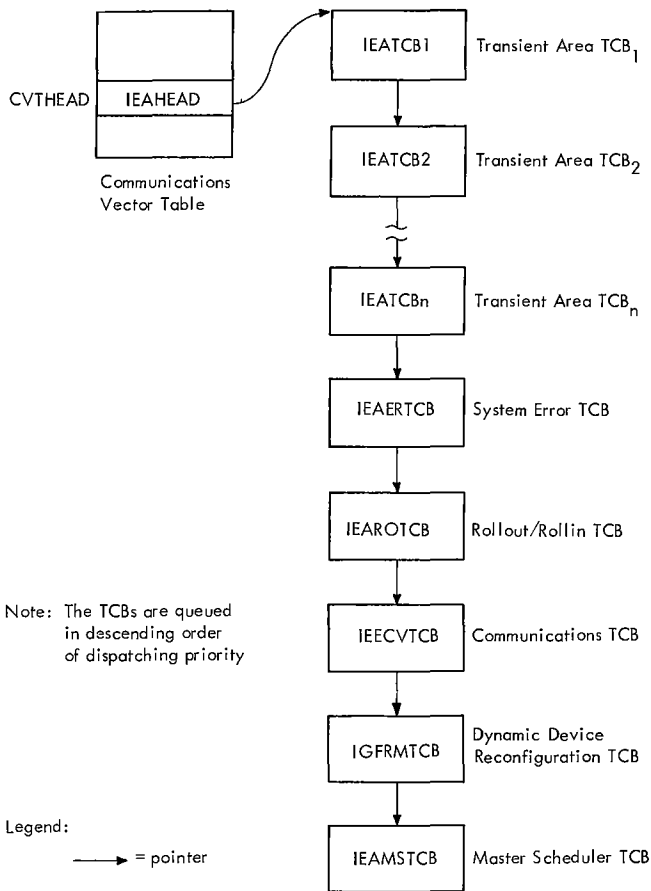 IEATCB1 Transient Area TCB1
CVTHEAD IEAHEAD
IEATCB2 Transient Area TCB2
Communications
Vector Table
IEATCBn Transient Area TCBn
IEAERTCB System Error TCB
IEAROTCB Rollout/Rollin TCB
Note: The TCBs are queued
in descending order
of dispatching priority
IEECVTCB Communications TCB
IGFRMTCB Dynamic Device
Reconfiguration TCB
Legend:
= pointer
IEAMSTCB Master Scheduler TCB